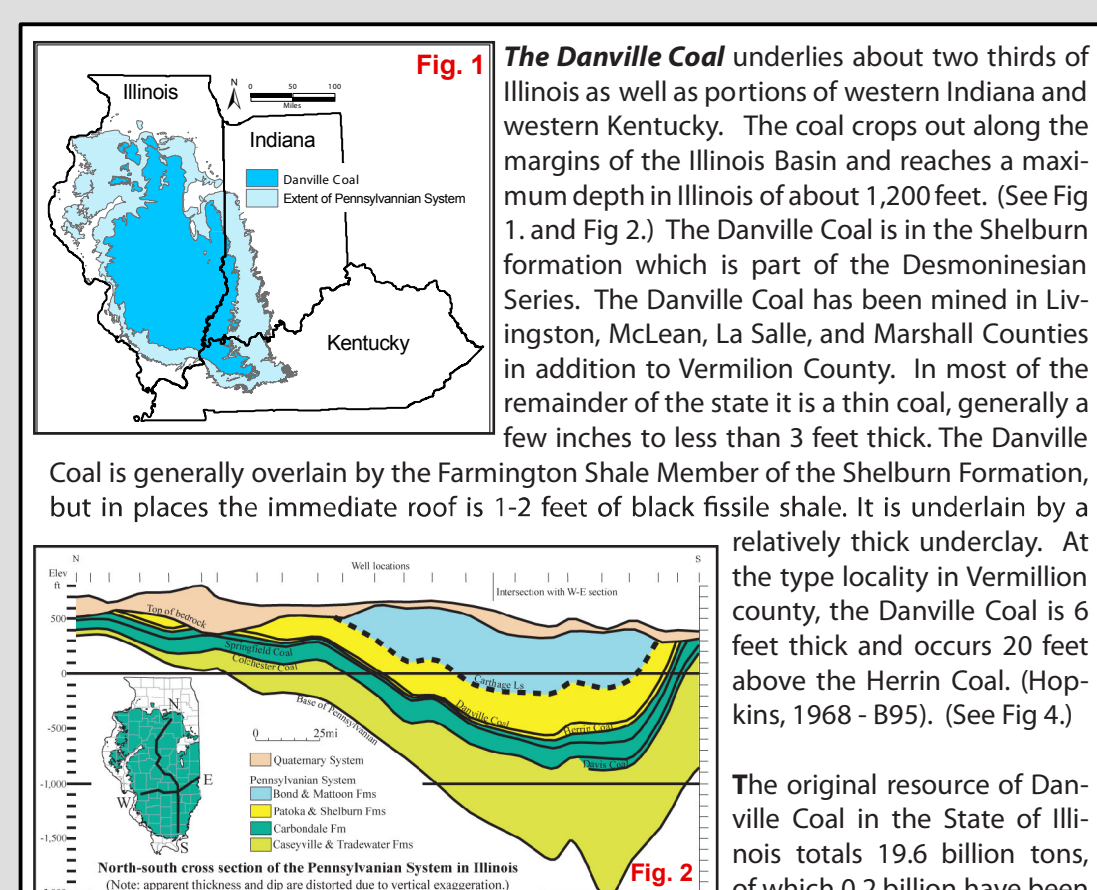 Fig. 1
N
0 50 100
Miles
Illinois
Indiana
Danville Coal
Extent of Pennsylvannian System
Kentucky
The Danville Coal underlies about two thirds of
Illinois as well as portions of western Indiana and
western Kentucky. The coal crops out along the
margins of the Illinois Basin and reaches a maxi-
mum depth in Illinois of about 1,200 feet. (See Fig
1. and Fig 2.) The Danville Coal is in the Shelburn
formation which is part of the Desmoninesian
Series. The Danville Coal has been mined in Liv-
ingston, McLean, La Salle, and Marshall Counties
in addition to Vermilion County. In most of the
remainder of the state it is a thin coal, generally a
few inches to less than 3 feet thick. The Danville
Coal is generally overlain by the Farmington Shale Member of the Shelburn Formation,
but in places the immediate roof is 1-2 feet of black fissile shale. It is underlain by a
relatively thick underclay. At
the type locality in Vermillion
county, the Danville Coal is 6
feet thick and occurs 20 feet
above the Herrin Coal. (Hop-
kins, 1968 - B95). (See Fig 4.)
The original resource of Dan-
ville Coal in the State of Illi-
nois totals 19.6 billion tons,
of which 0.2 billion have been
N
S
Elev
ft
Well locations
Intersection with W-E section
500
0
-500
-1,000
-1,500
Top of bedrock
Springfield Coal
Colchester Coal
Base of Pennsylvanian
Carthage Ls
Danville Coal
Herrin Coal
Davis Coal
N
E
W
S
0 25mi
Quaternary System
Pennsylvanian System
Bond & Mattoon Fms
Patoka & Shelburn Fms
Carbondale Fm
Caseyville & Tradewater Fms
North-south cross section of the Pennsylvanian System in Illinois
(Note: apparent thickness and dip are distorted due to vertical exaggeration.)
Fig. 2